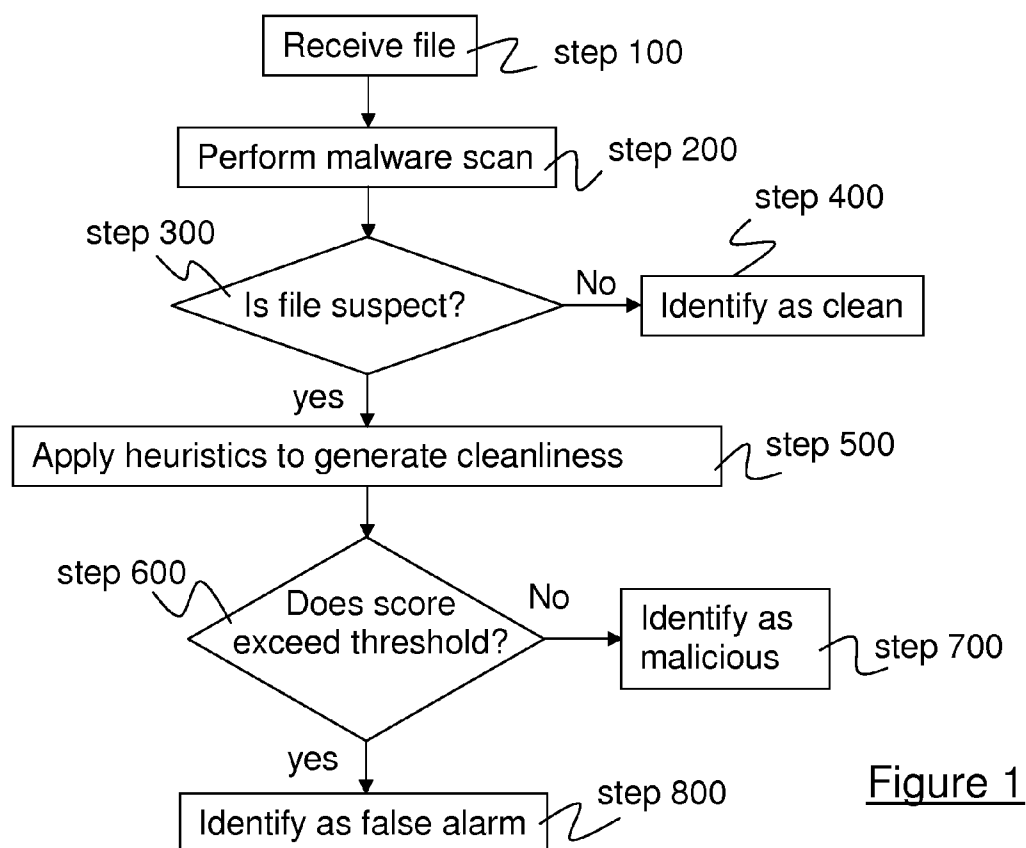 Receive file
step 100
Perform malware scan
step 200
step 300
Is file suspect?
No
step 400
Identify as clean
yes
Apply heuristics to generate cleanliness
step 500
step 600
Does score
exceed threshold?
No
Identify as
malicious
step 700
yes
Identify as false alarm
step 800
Figure 1